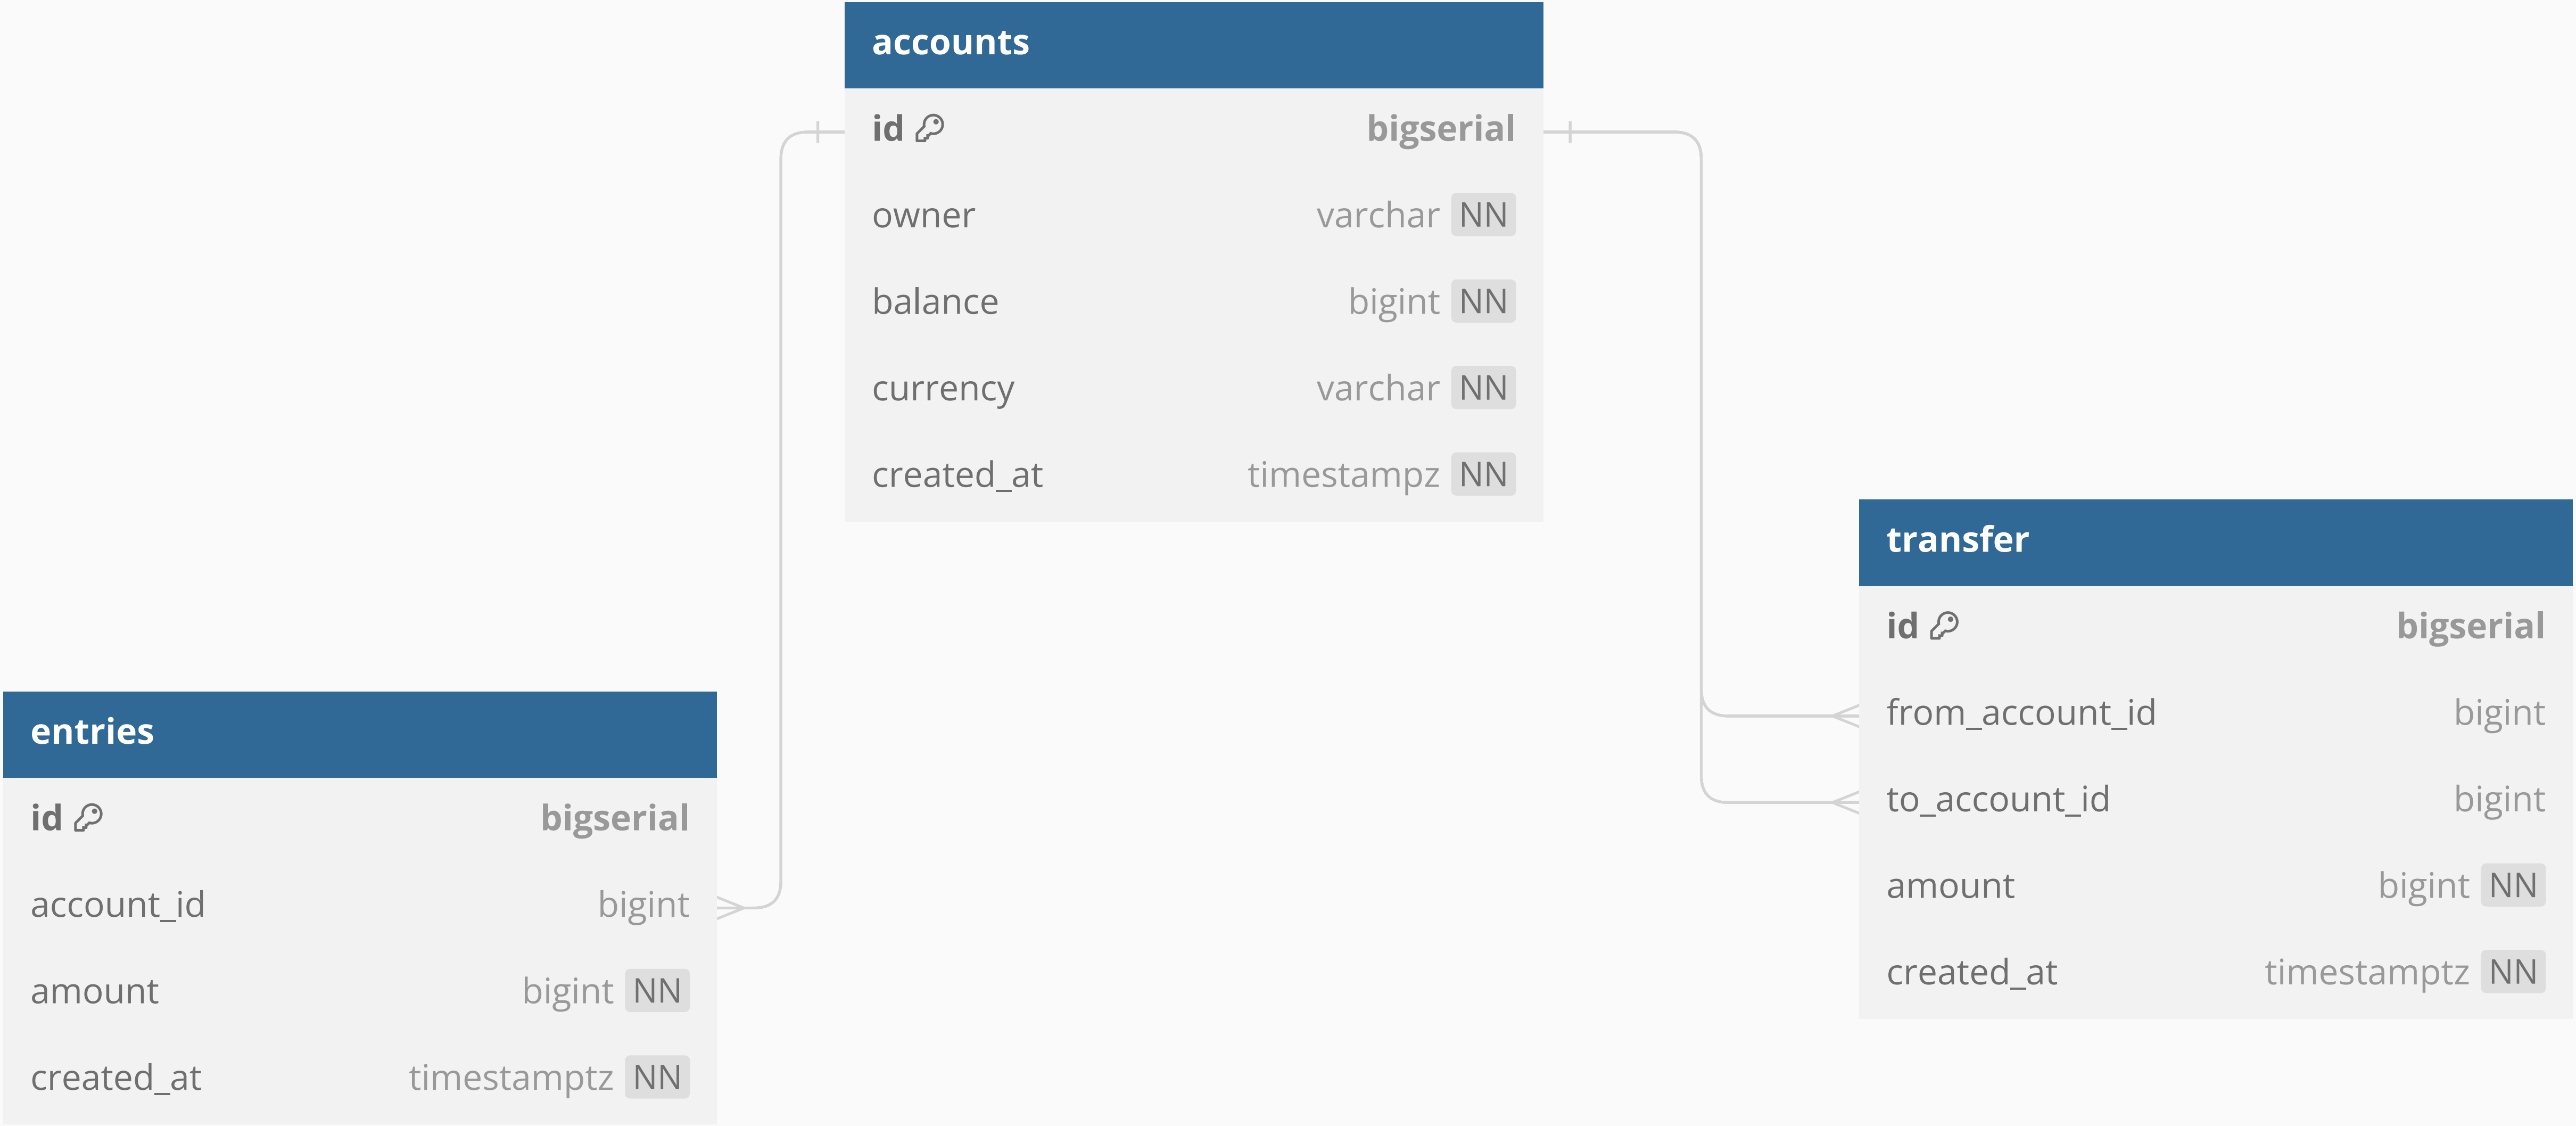 accounts
id bigserial
owner varchar NN
balance bigint NN
currency varchar NN
created_at timestampz NN
transfer
id bigserial
from_account_id bigint
to_account_id bigint
amount bigint NN
created_at timestamptz NN
entries
id bigserial
account_id bigint
amount bigint NN
created_at timestamptz NN